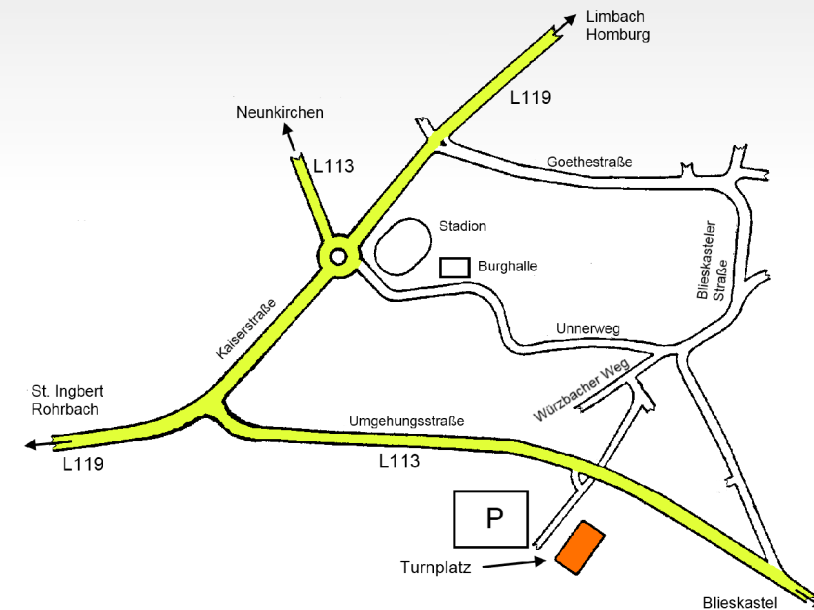 Limbach
Homburg
L119
Neunkirchen
L113
Goethestraße
Stadion
Burghalle
Blieskasteler
Straße
Kaiserstraße
Unnerweg
Würzbacher Weg
St. Ingbert
Rohrbach
L119
Umgehungsstraße
L113
P
Turnplatz
Blieskastel